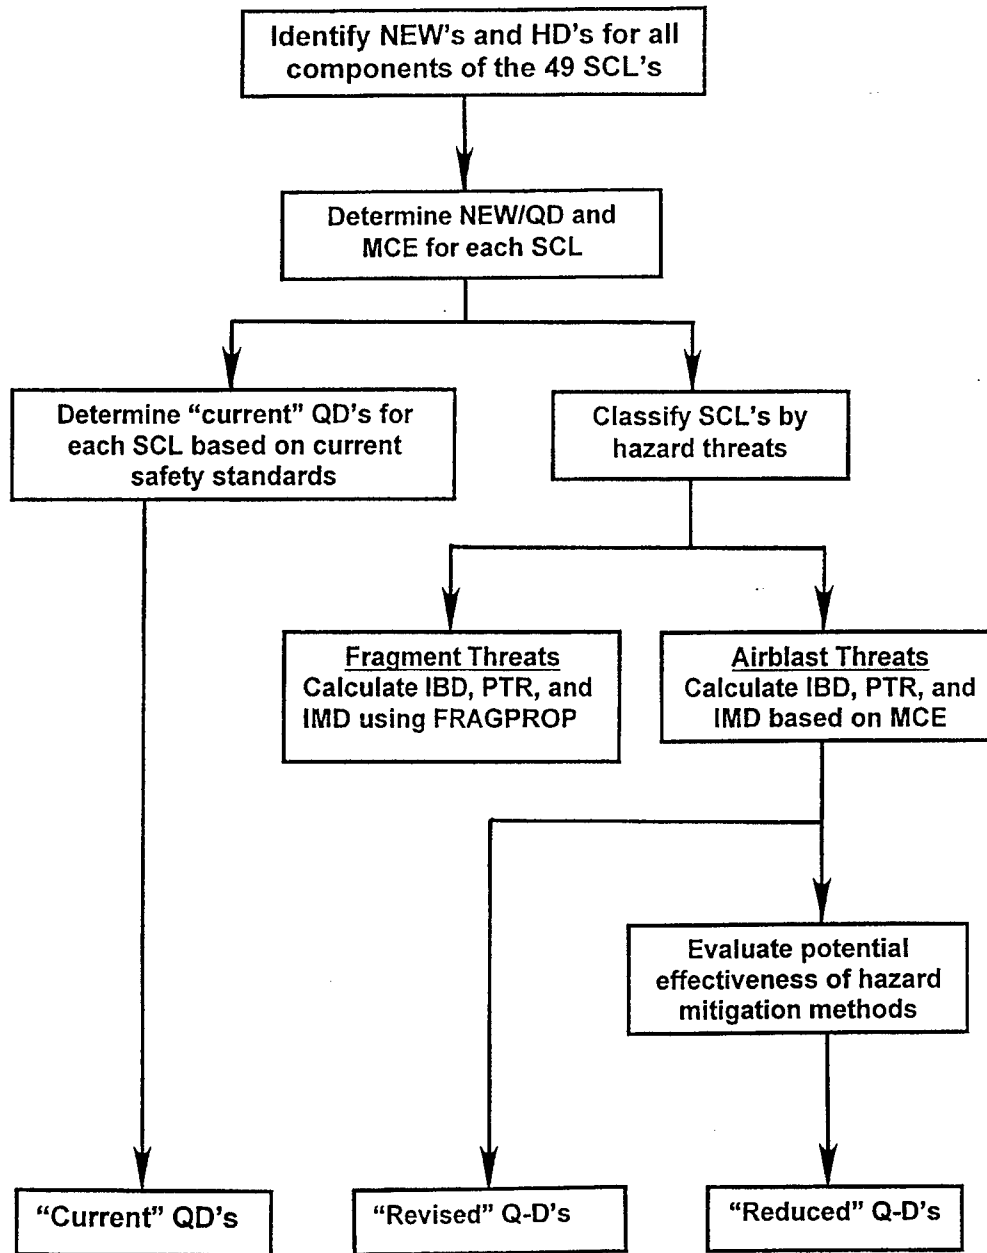 Identify NEW's and HD's for all
components of the 49 SCL's
Determine NEW/QD and
MCE for each SCL
Determine “current” QD's for
each SCL based on current
safety standards
Classify SCL's by
hazard threats
Fragment Threats
Calculate IBD, PTR, and
IMD using FRAGPROP
Airblast Threats
Calculate IBD, PTR, and
IMD based on MCE
Evaluate potential
effectiveness of hazard
mitigation methods
“Current” QD's
“Revised” Q-D's
“Reduced” Q-D's